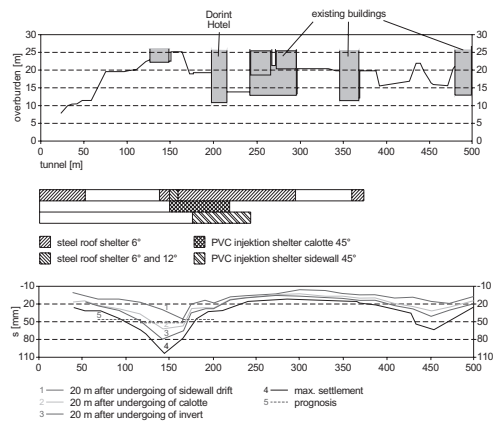 Dorint
Hotel
existing buildings
overburden [m]
30 30
25 25
20 20
15 15
10 10
5 5
0 0
0 50 100 150 200 250 300 350 400 450 500
tunnel [m]
steel roof shelter 6° PVC injektion shelter calotte 45°
steel roof shelter 6° and 12° PVC injektion shelter sidewall 45°
s [mm]
-10 -10
20 20
50 50
80 80
110 110
1
2
3
4
5
0 50 100 150 200 250 300 350 400 450 500
1 20 m after undergoing of sidewall drift 4 max. settlement
2 20 m after undergoing of calotte 5 prognosis
3 20 m after undergoing of invert